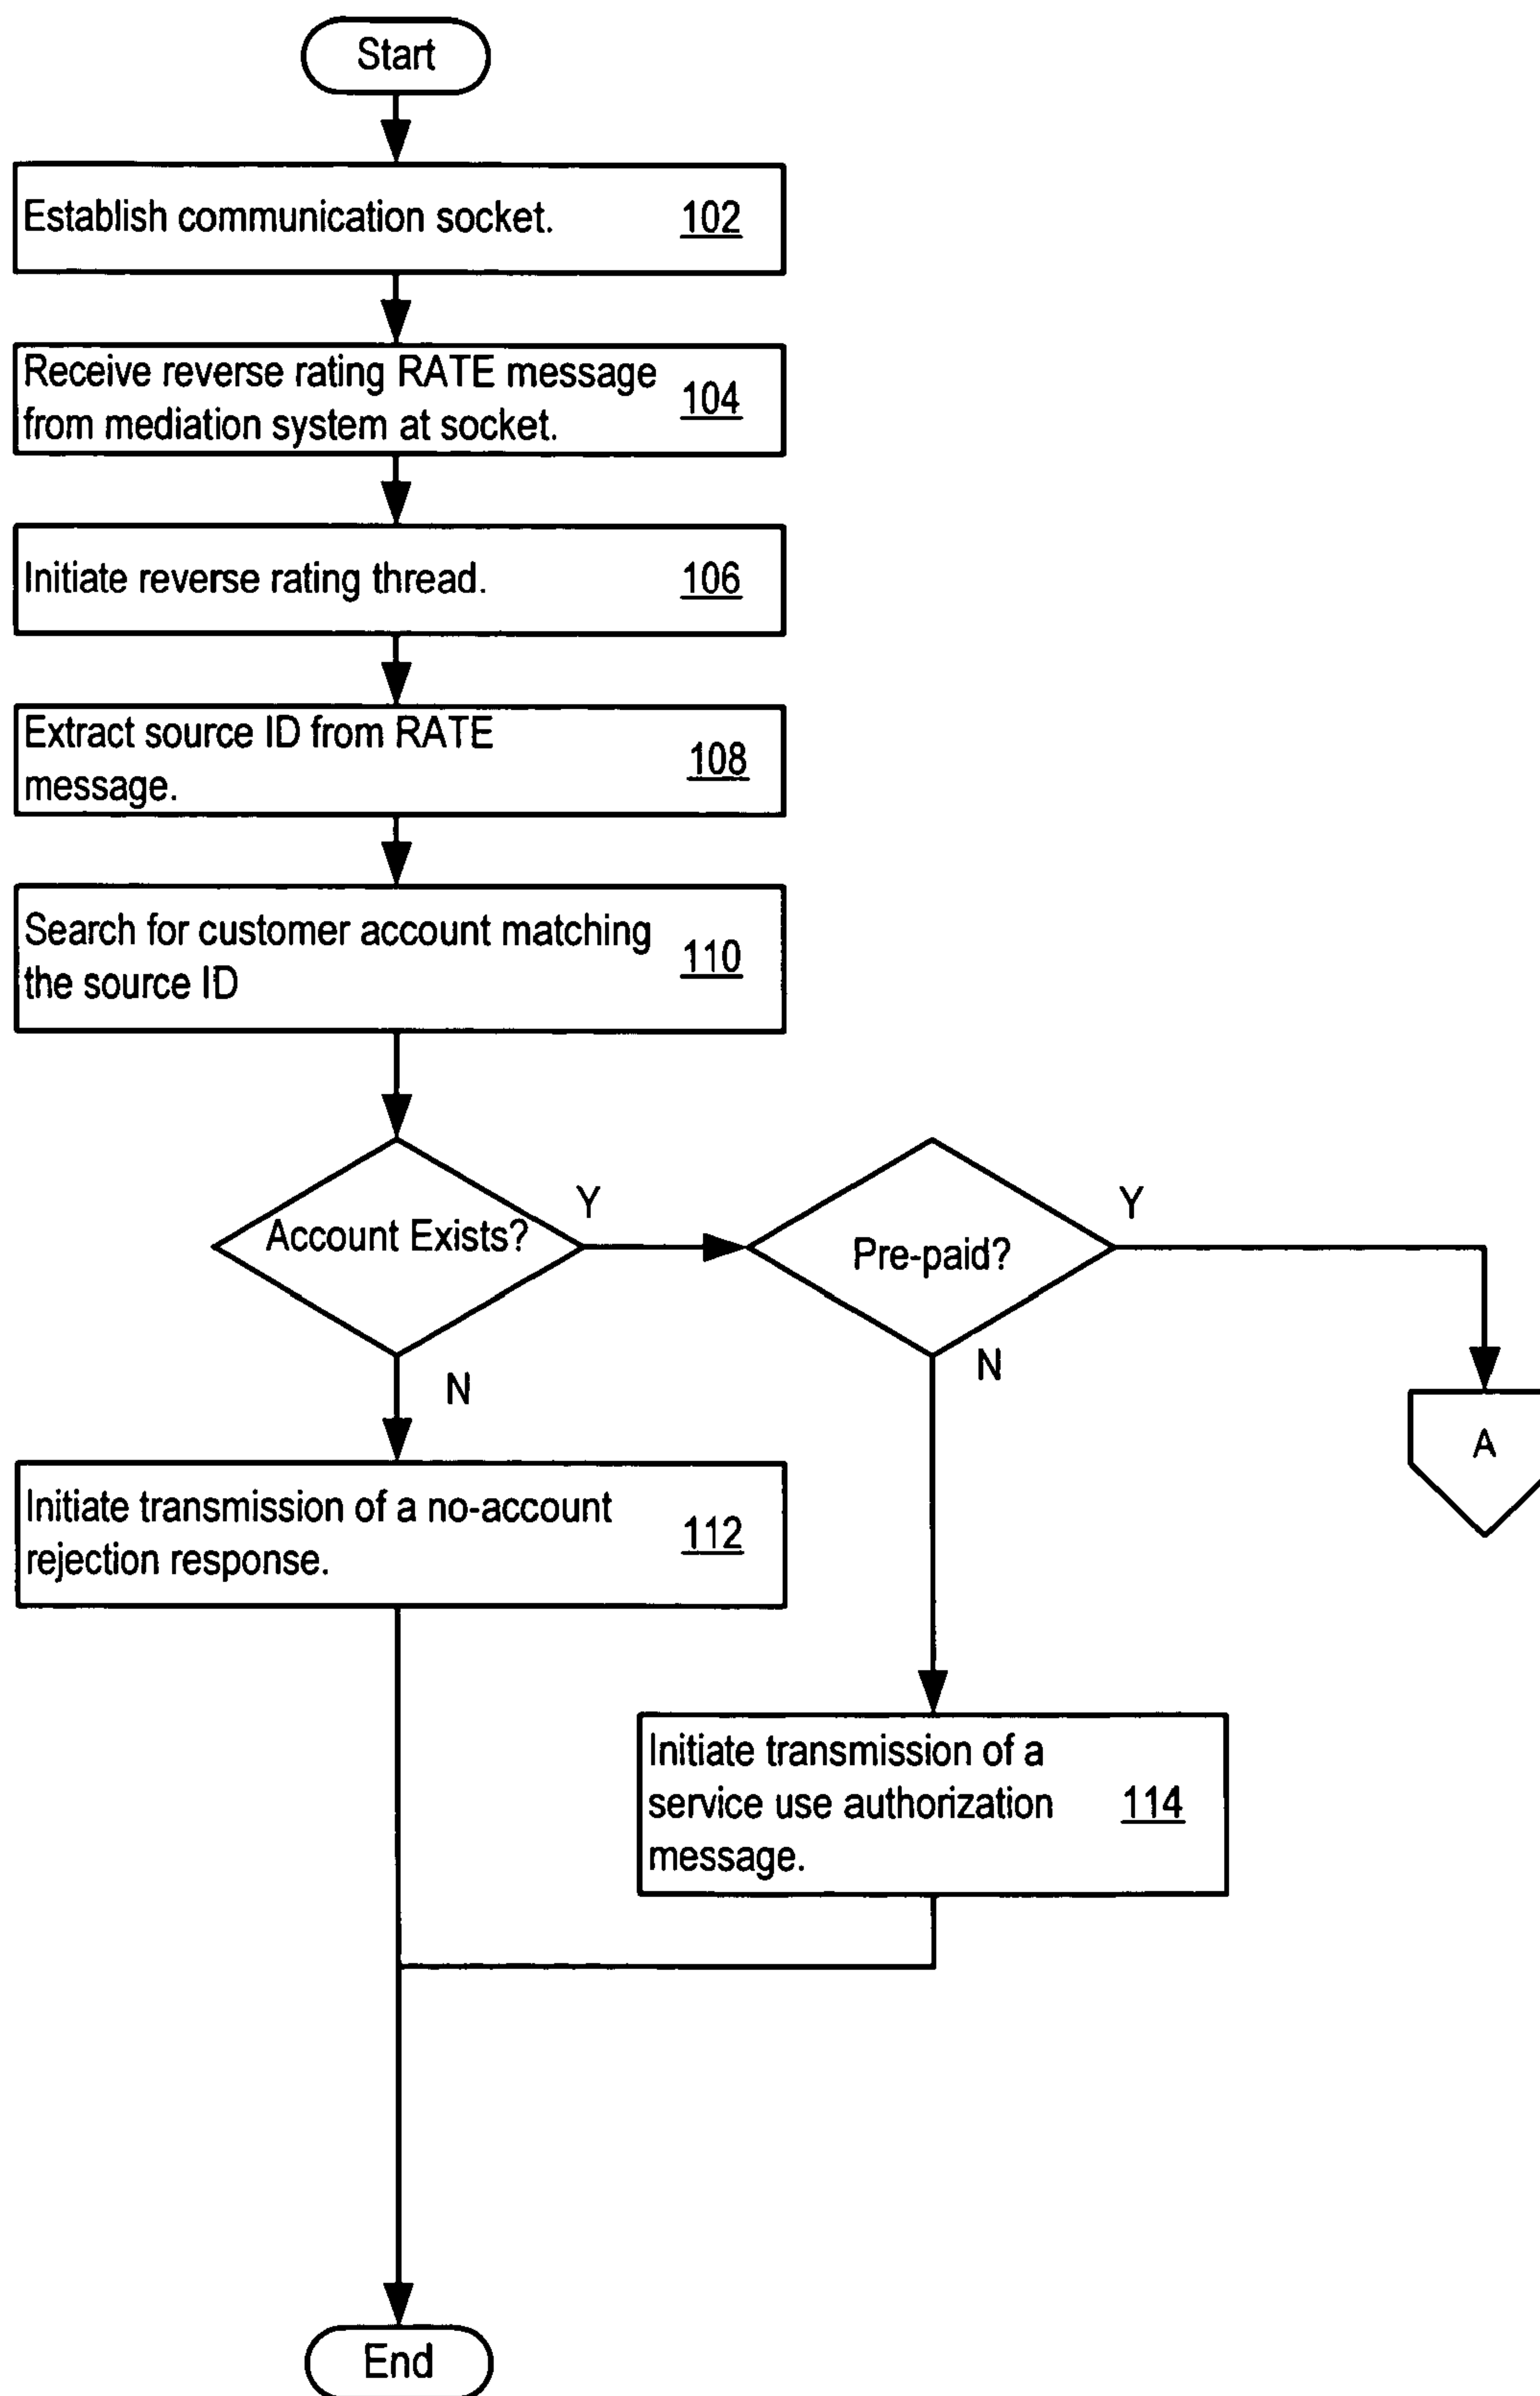 Start
Establish communication socket. 102
Receive reverse rating RATE message
from mediation system at socket.
104
Initiate reverse rating thread. 106
Extract source ID from RATE
message.
108
Search for customer account matching
the source ID
110
Account Exists?
Y
Pre-paid?
Y
N
N
A
Initiate transmission of a no-account
rejection response.
112
Initiate transmission of a
service use authorization
message.
114
End